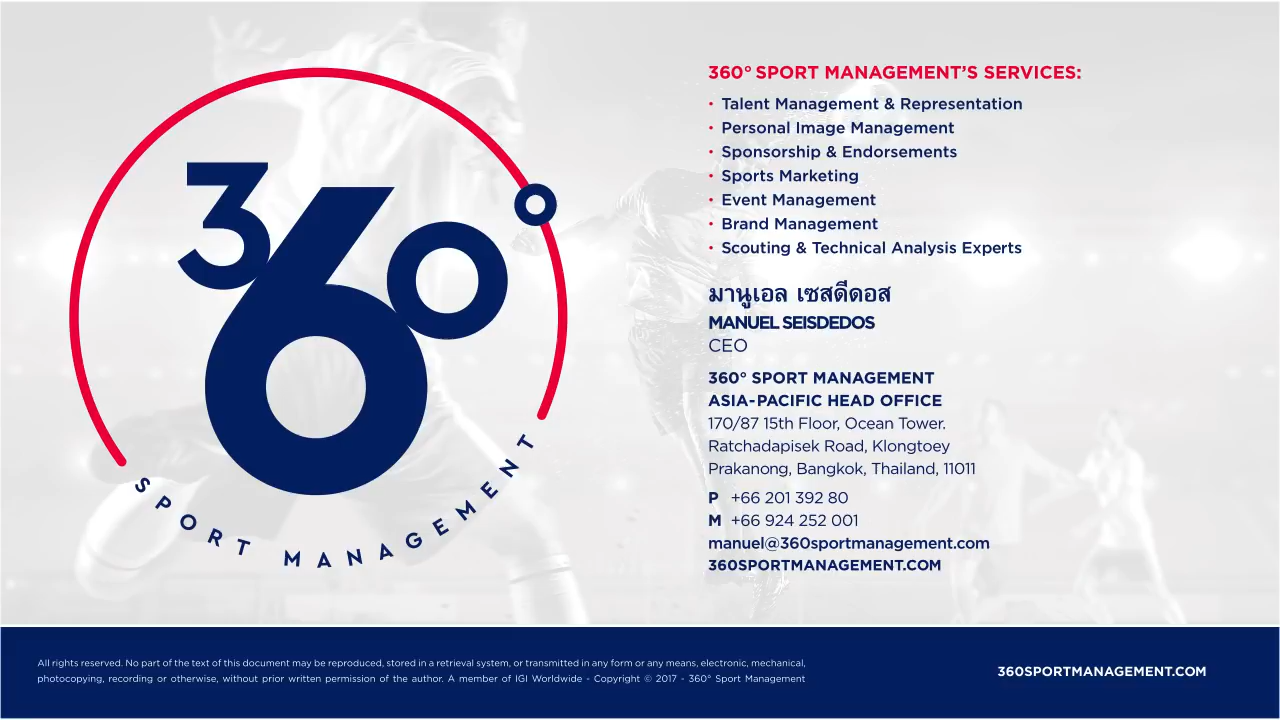 360°
SPORT MANAGEMENT
360° SPORT MANAGEMENT'S SERVICES:
• Talent Management & Representation
• Personal Image Management
• Sponsorship & Endorsements
• Sports Marketing
• Event Management
• Brand Management
• Scouting & Technical Analysis Experts
มานูเอล เซสดีดอส
MANUEL SEISDEDOS
CEO
360° SPORT MANAGEMENT
ASIA-PACIFIC HEAD OFFICE
170/87 15th Floor, Ocean Tower.
Ratchadapisek Road, Klongtoey
Prakanong, Bangkok, Thailand, 11011
P +66 201 392 80
M +66 924 252 001
manuel@360sportmanagement.com
360SPORTMANAGEMENT.COM
All rights reserved. No part of the text of this document may be reproduced, stored in a retrieval system, or transmitted in any form or any means, electronic, mechanical,
photocopying, recording or otherwise, without prior written permission of the author. A member of IGI Worldwide - Copyright © 2017 - 360° Sport Management
360SPORTMANAGEMENT.COM